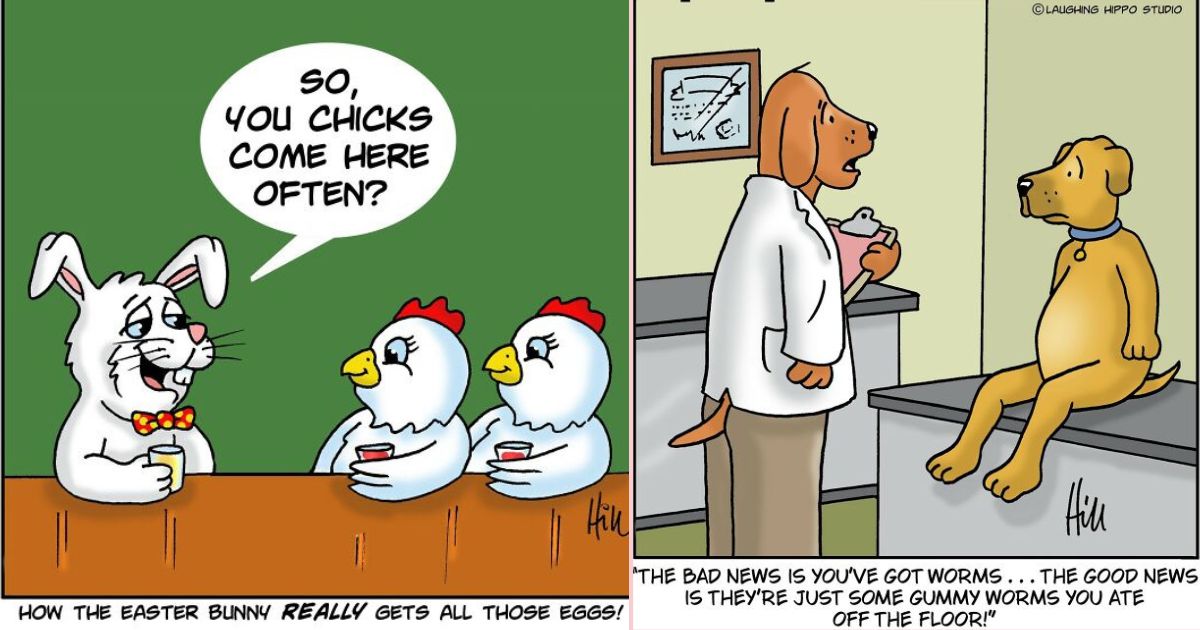 SO,
YOU CHICKS
COME HERE
OFTEN?
Hill
HOW THE EASTER BUNNY REALLY GETS ALL THOSE EGGS!
©LAUGHING HIPPO STUDIO
Hill
"THE BAD NEWS IS YOU'VE GOT WORMS . . . THE GOOD NEWS
IS THEY'RE JUST SOME GUMMY WORMS YOU ATE
OFF THE FLOOR!"